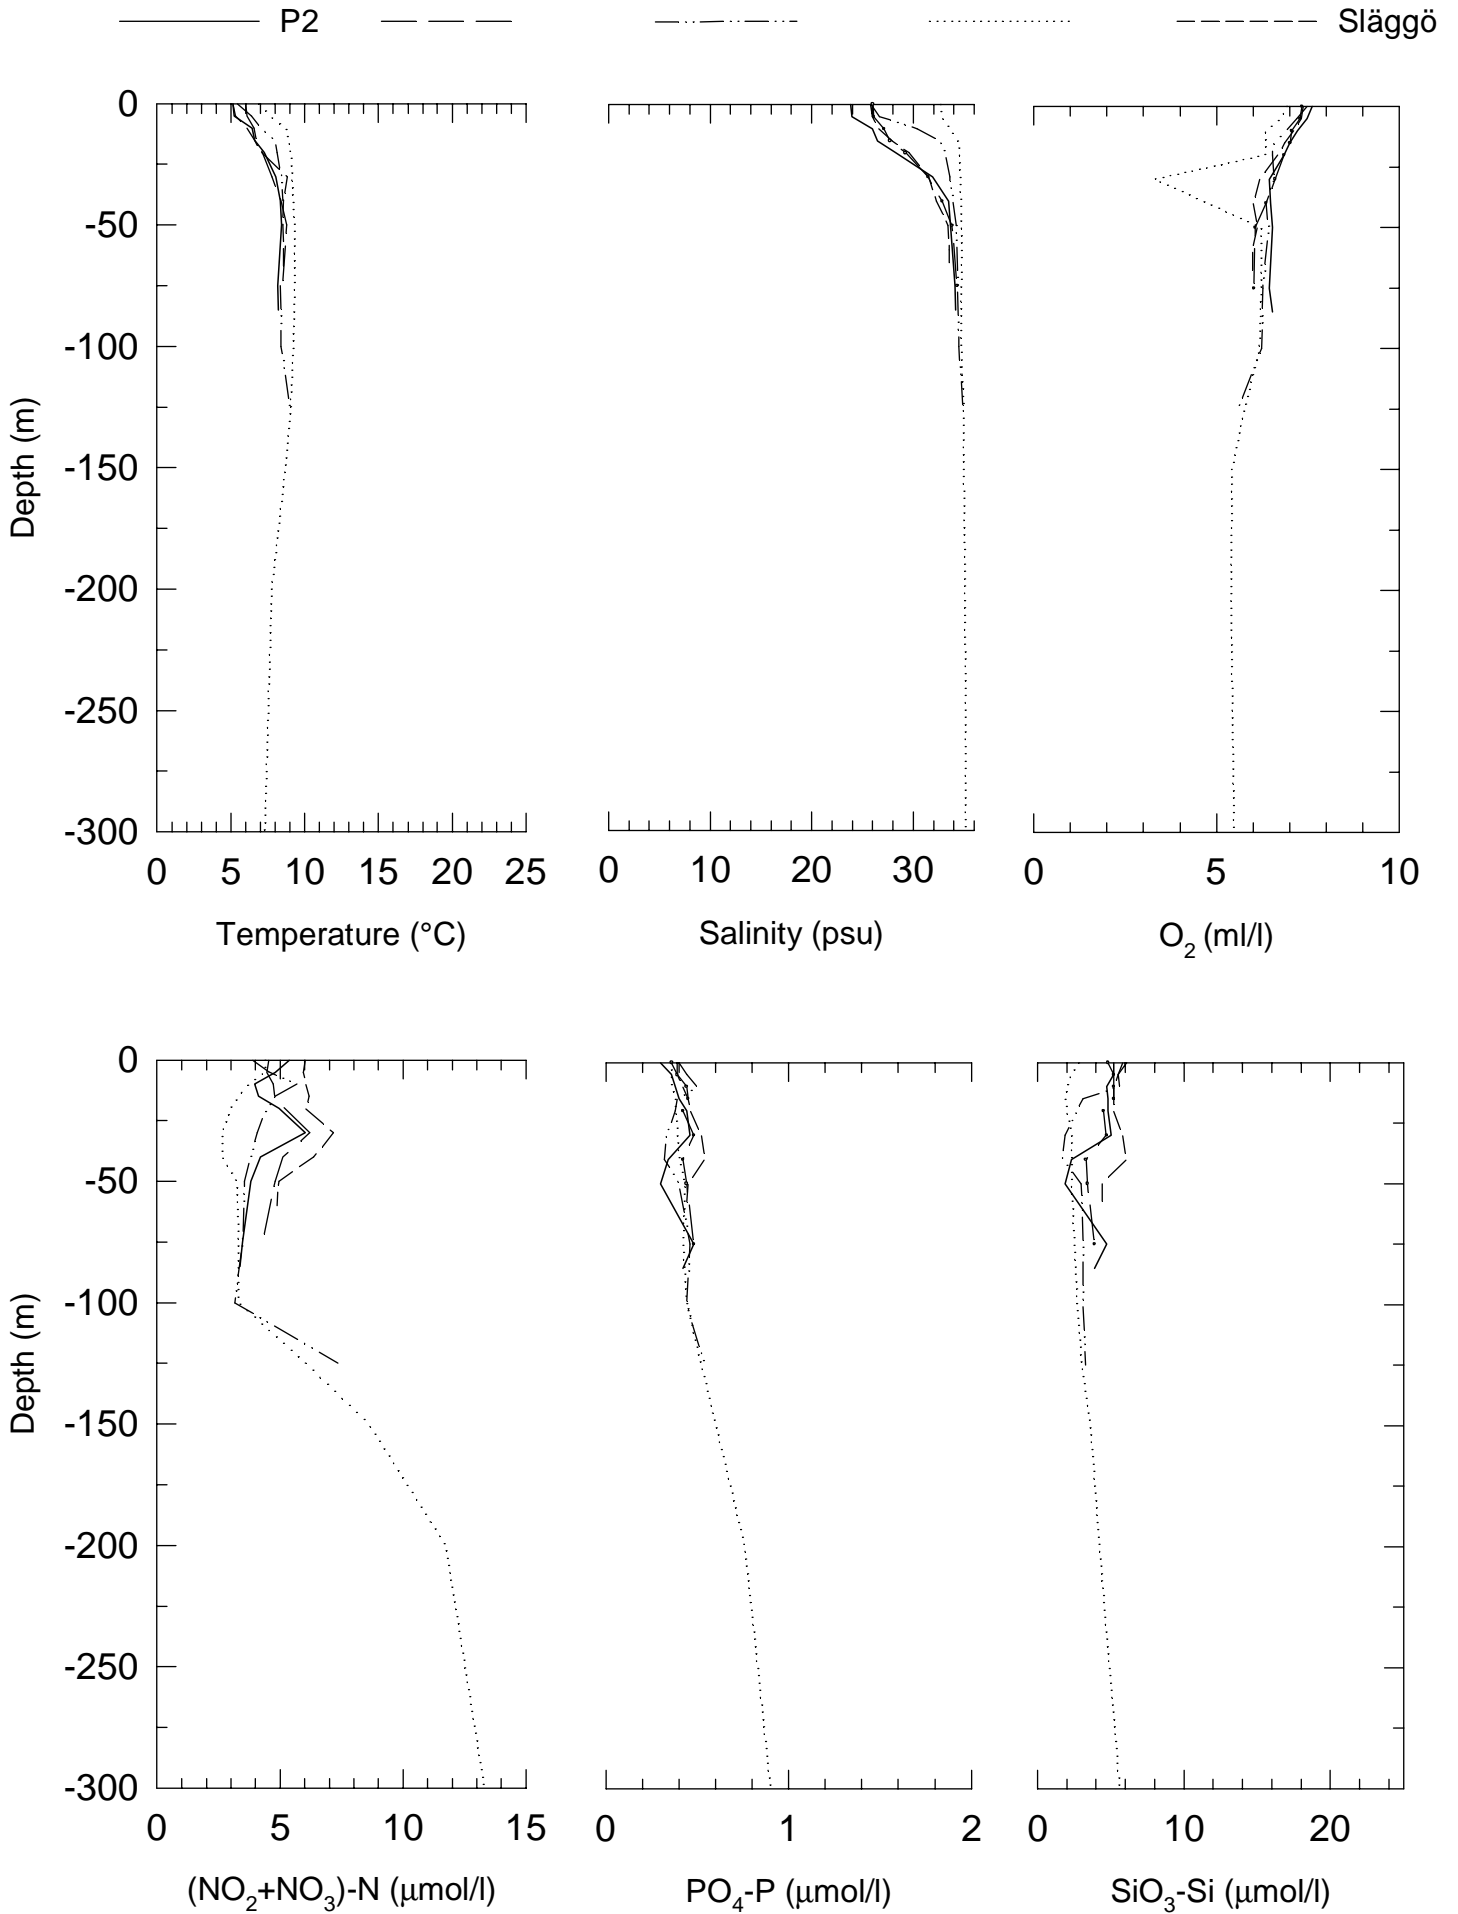 P2 Släggö
0
-50
-100
-150
-200
-250
-300
Depth (m)
0 5 10 15 20 25
Temperature (°C)
0 10 20 30
Salinity (psu)
0 5 10
O2 (ml/l)
0
-50
-100
-150
-200
-250
-300
Depth (m)
0 5 10 15
(NO2+NO3)-N (μmol/l)
0 1 2
PO4-P (μmol/l)
0 10 20
SiO3-Si (μmol/l)